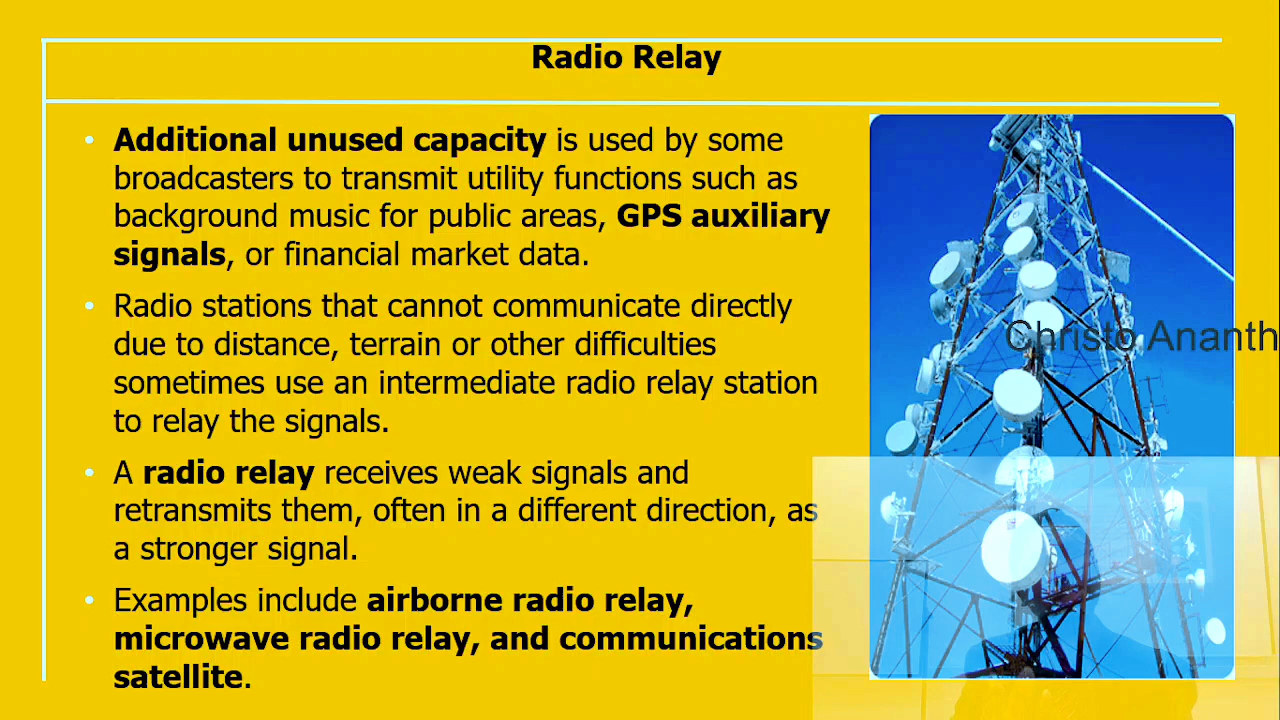 Radio Relay
• Additional unused capacity is used by some
broadcasters to transmit utility functions such as
background music for public areas, GPS auxiliary
signals, or financial market data.
• Radio stations that cannot communicate directly
due to distance, terrain or other difficulties
sometimes use an intermediate radio relay station
to relay the signals.
• A radio relay receives weak signals and
retransmits them, often in a different direction, as
a stronger signal.
• Examples include airborne radio relay,
microwave radio relay, and communications
satellite.
Christo Ananth